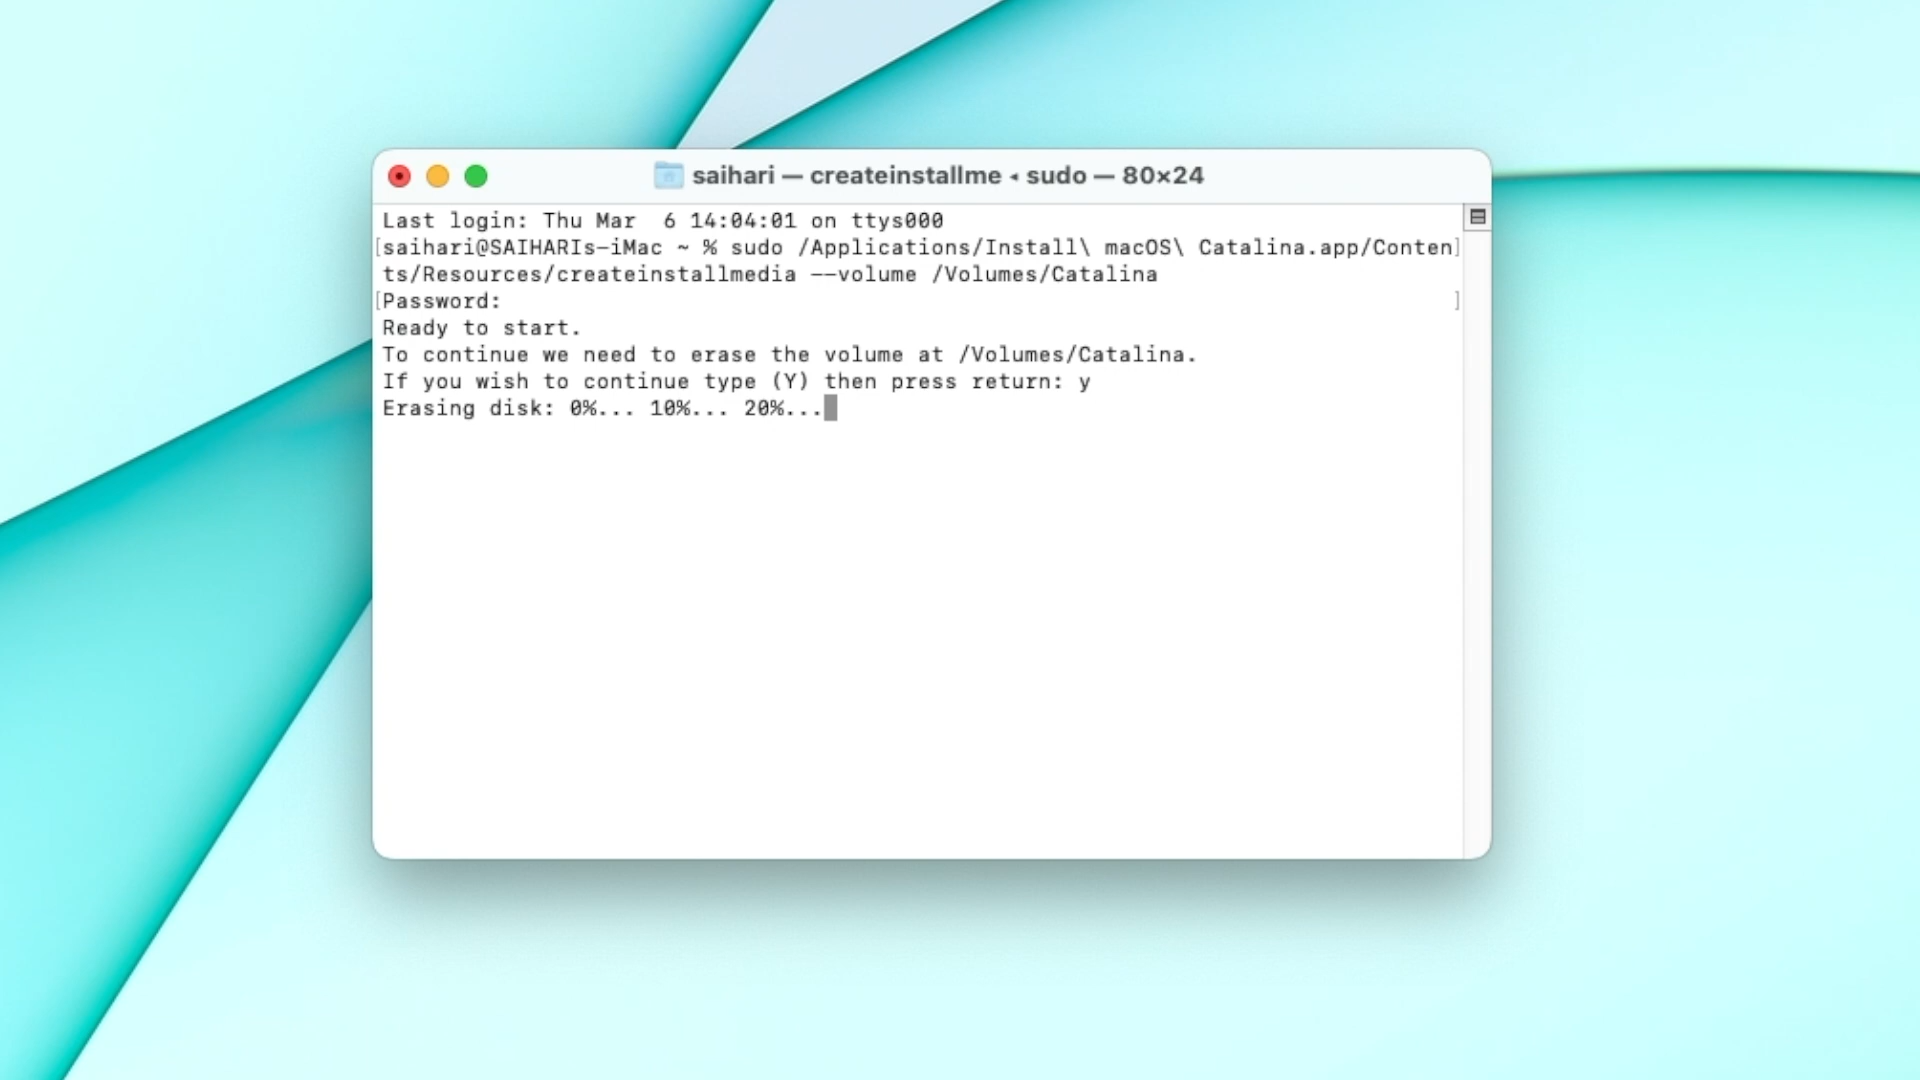 saihari — createinstallme ◂ sudo — 80×24
Last login: Thu Mar  6 14:04:01 on ttys000
[saihari@SAIHARIs-iMac ~ % sudo /Applications/Install\ macOS\ Catalina.app/Conten]
ts/Resources/createinstallmedia --volume /Volumes/Catalina
[Password: ]
Ready to start.
To continue we need to erase the volume at /Volumes/Catalina.
If you wish to continue type (Y) then press return: y
Erasing disk: 0%... 10%... 20%...